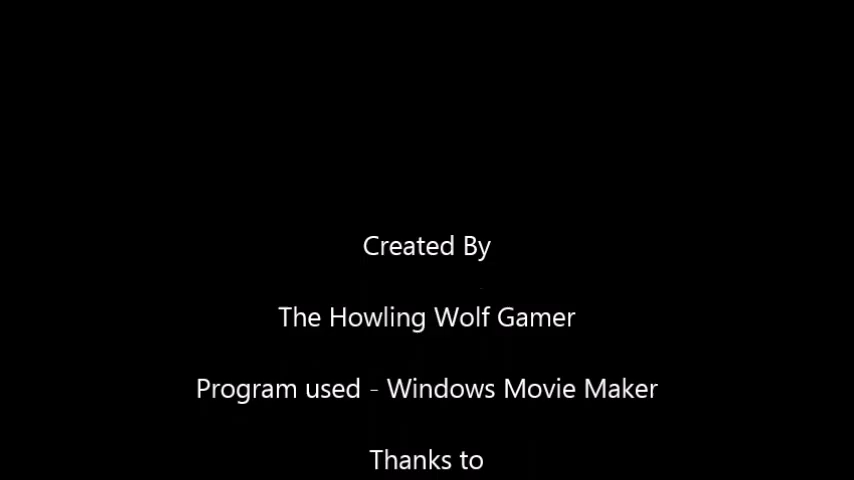 Created By
The Howling Wolf Gamer
Program used - Windows Movie Maker
Thanks to